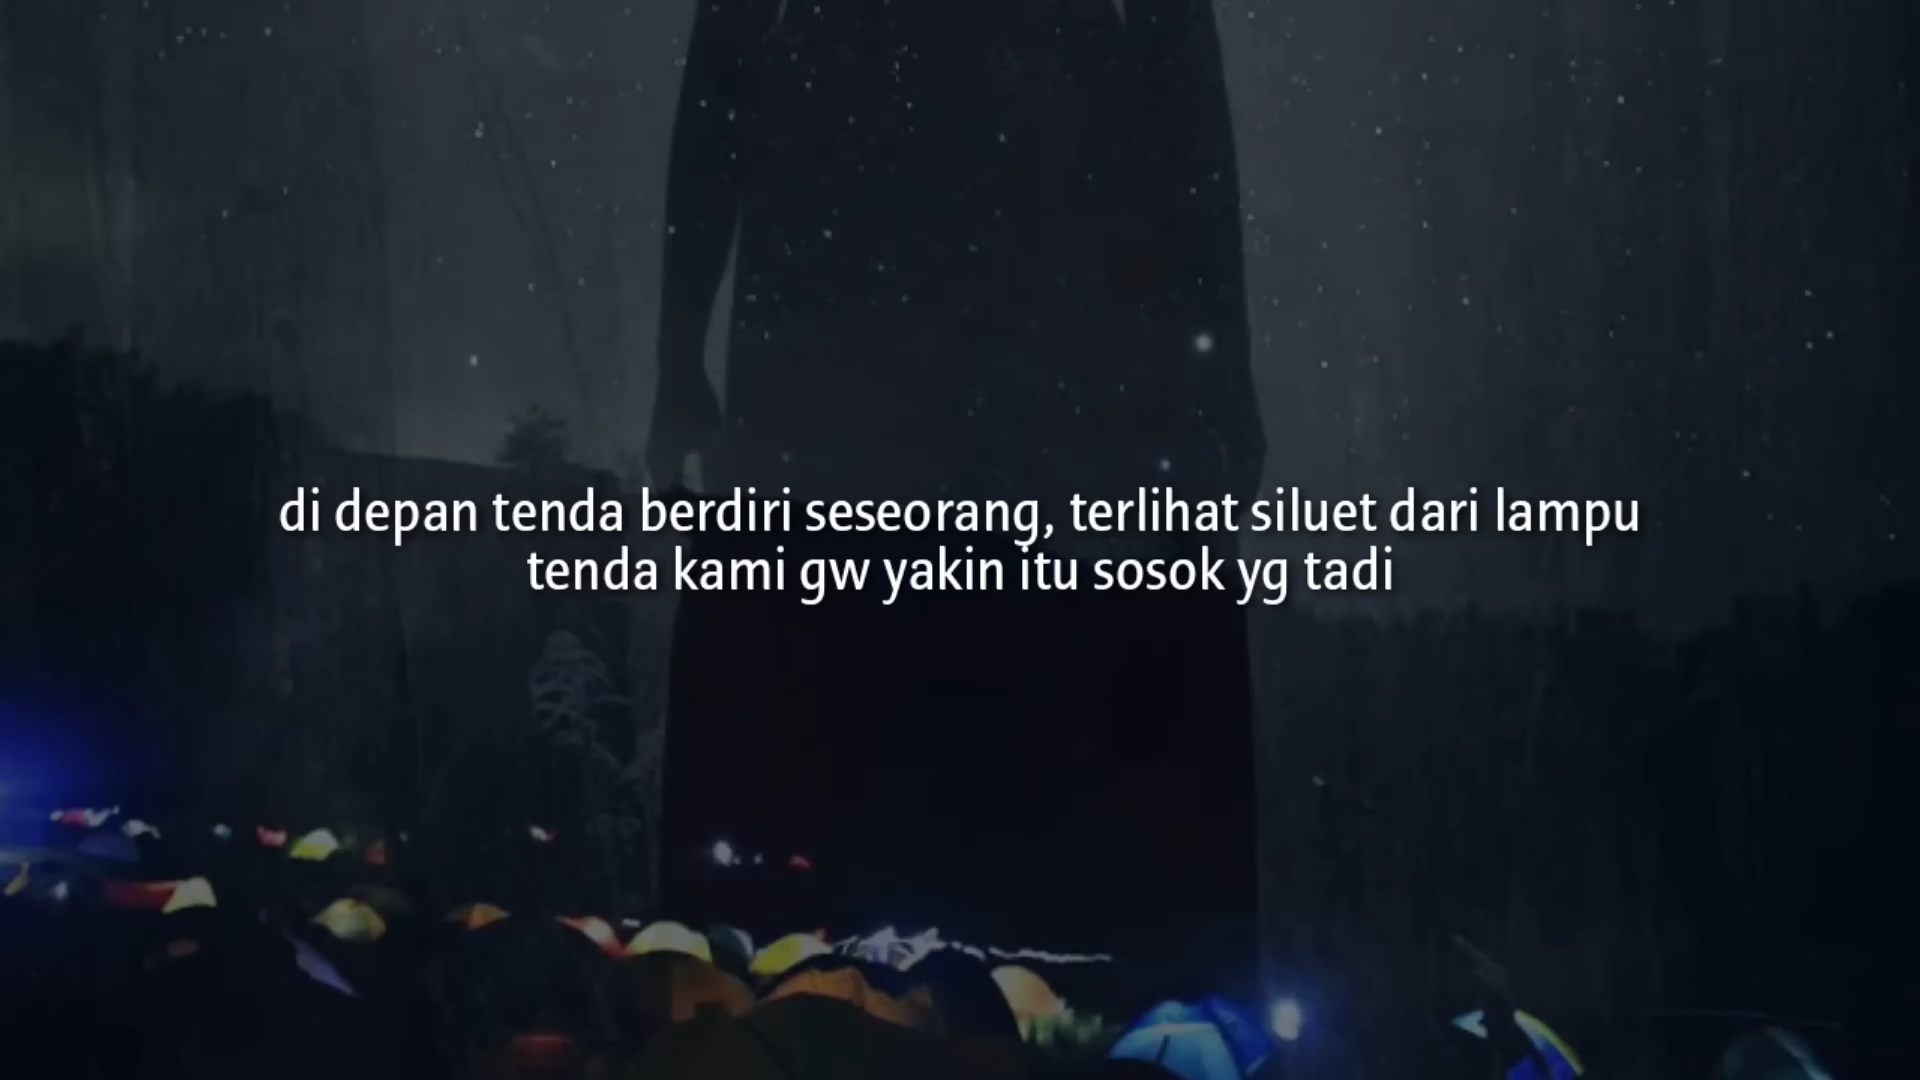 di depan tenda berdiri seseorang, terlihat siluet dari lampu
tenda kami gw yakin itu sosok yg tadi